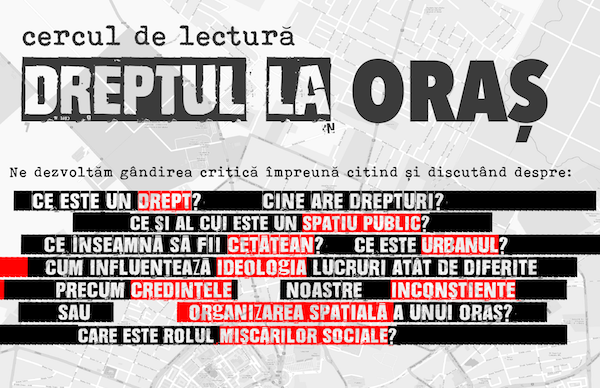 cercul de lectură
DREPTUL LA ORAȘ
Ne dezvoltăm gândirea critică împreună citind și discutând despre:
CE ESTE UN DREPT? CINE ARE DREPTURI?
CE ȘI AL CUI ESTE UN SPAȚIU PUBLIC?
CE ÎNSEAMNĂ SĂ FII CETĂȚEAN? CE ESTE URBANUL?
CUM INFLUENȚEAZĂ IDEOLOGIA LUCRURI ATÂT DE DIFERITE
PRECUM CREDINȚELE NOASTRE INCONȘTIENTE
SAU ORGANIZAREA SPAȚIALĂ A UNUI ORAȘ?
CARE ESTE ROLUL MIȘCĂRILOR SOCIALE?